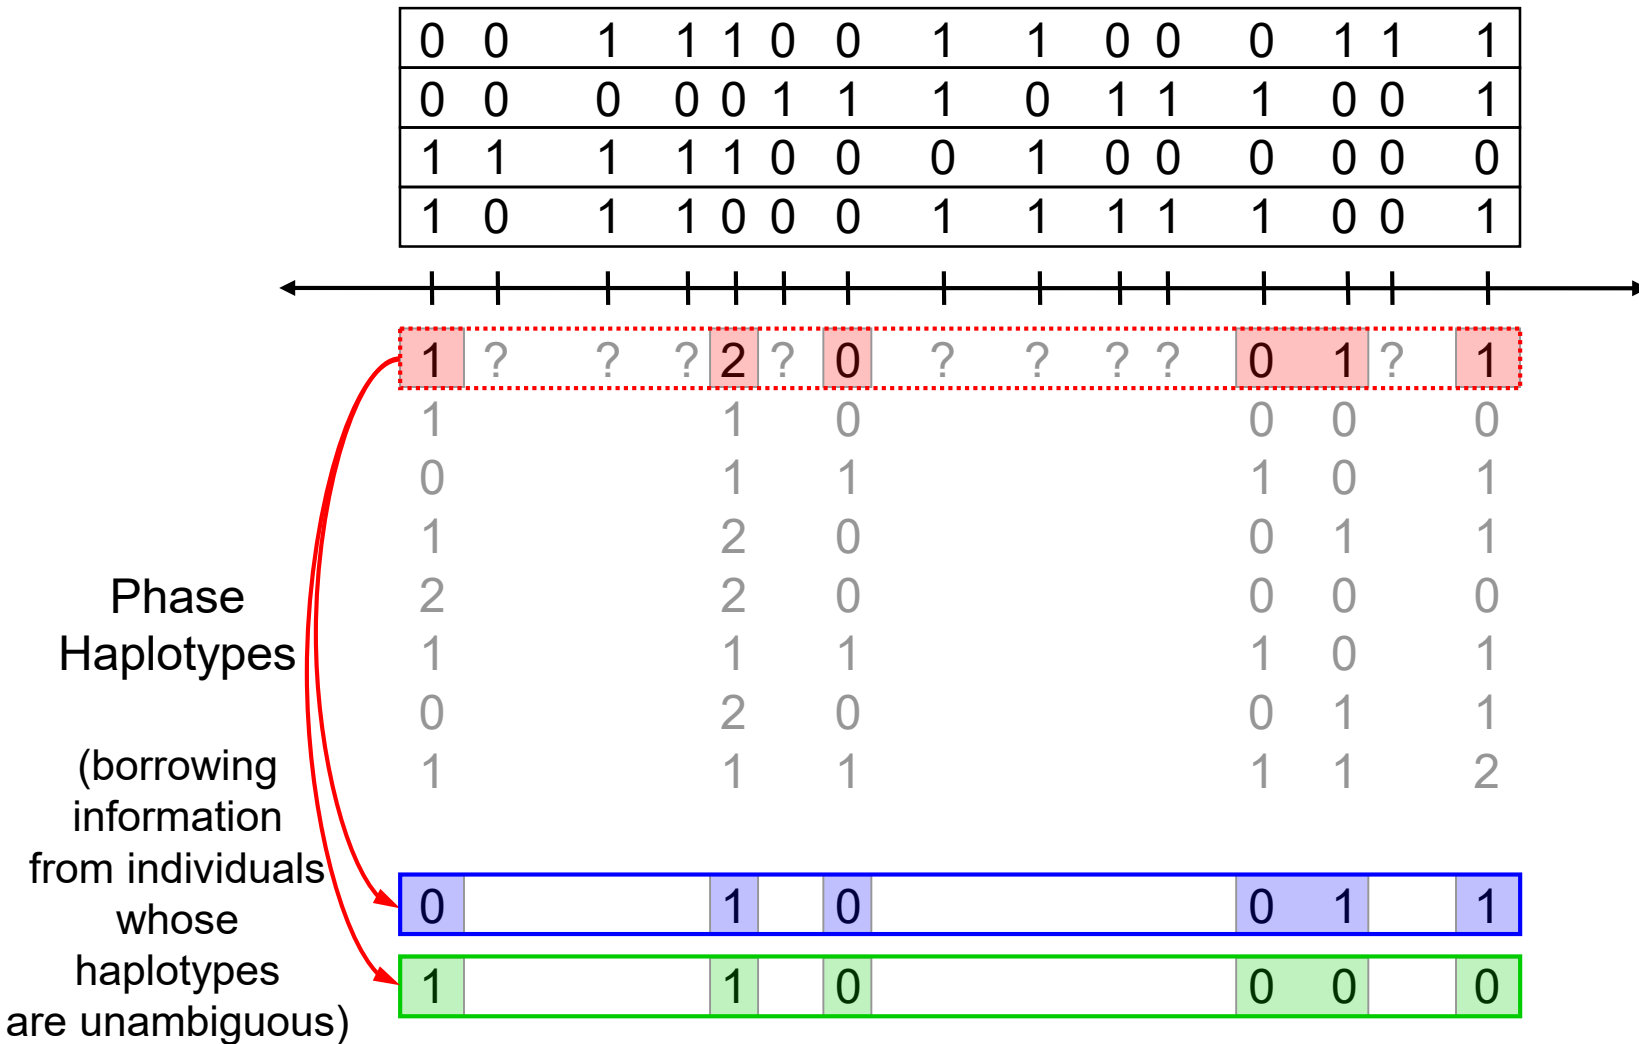 0 0 1 1 1 0 0 1 1 0 0 0 1 1 1
0 0 0 0 0 1 1 1 0 1 1 1 0 0 1
1 1 1 1 1 0 0 0 1 0 0 0 0 0 0
1 0 1 1 0 0 0 1 1 1 1 1 0 0 1
1 ? ? ? 2 ? 0 ? ? ? ? 0 1 ? 1
1 1 0 0 0 0
0 1 1 1 0 1
1 2 0 0 1 1
2 2 0 0 0 0
1 1 1 1 0 1
0 2 0 0 1 1
1 1 1 1 1 2
Phase
Haplotypes
(borrowing
information
from individuals
whose
haplotypes
are unambiguous)
0 1 0 0 1 1
1 1 0 0 0 0